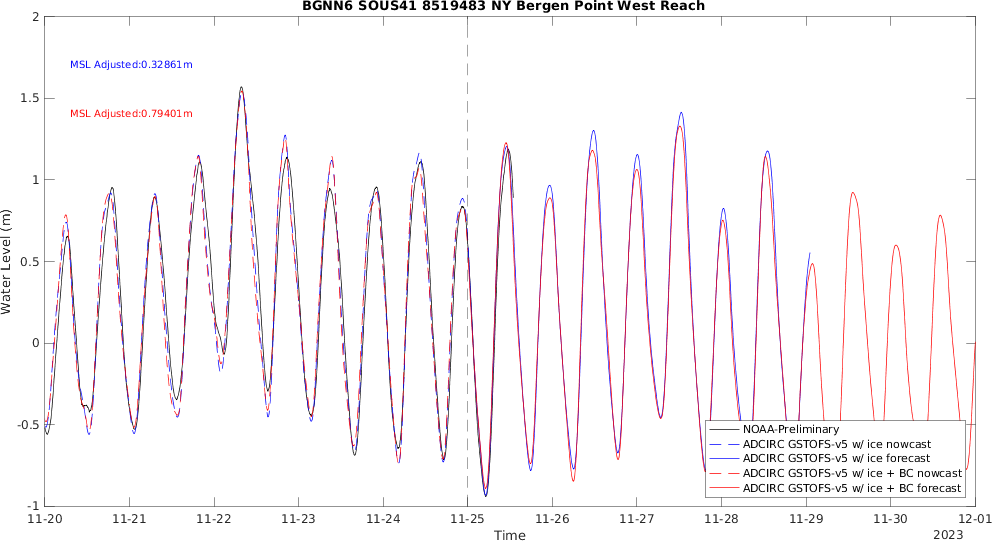 BGNN6 SOUS41 8519483 NY Bergen Point West Reach
2
MSL Adjusted:0.32861m
1.5
MSL Adjusted:0.79401m
1
0.5
Water Level (m)
0
-0.5
-1
NOAA-Preliminary
ADCIRC GSTOFS-v5 w/ ice nowcast
ADCIRC GSTOFS-v5 w/ ice forecast
ADCIRC GSTOFS-v5 w/ ice + BC nowcast
ADCIRC GSTOFS-v5 w/ ice + BC forecast
11-20 11-21 11-22 11-23 11-24 11-25 11-26 11-27 11-28 11-29 11-30 12-01
Time
2023